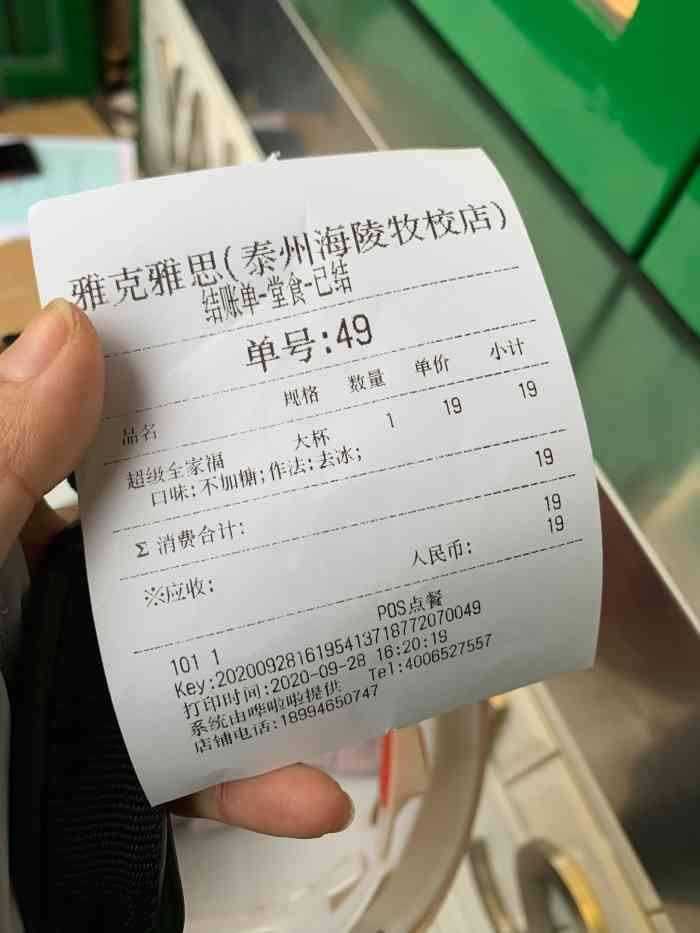 雅克雅思(泰州海陵牧校店)
结账单-堂食-已结
单号:49
品名 规格 数量 单价 小计
超级全家福 大杯 1 19 19
口味;不加糖;作法;去冰;
Σ 消费合计: 19
※应收: 19
人民币: 19
101 1 POS点餐
Key:2020092816195413718772070049
打印时间:2020-09-28 16:20:19
系统由哗啦啦提供 Tel:4006527557
店铺电话:18994650747